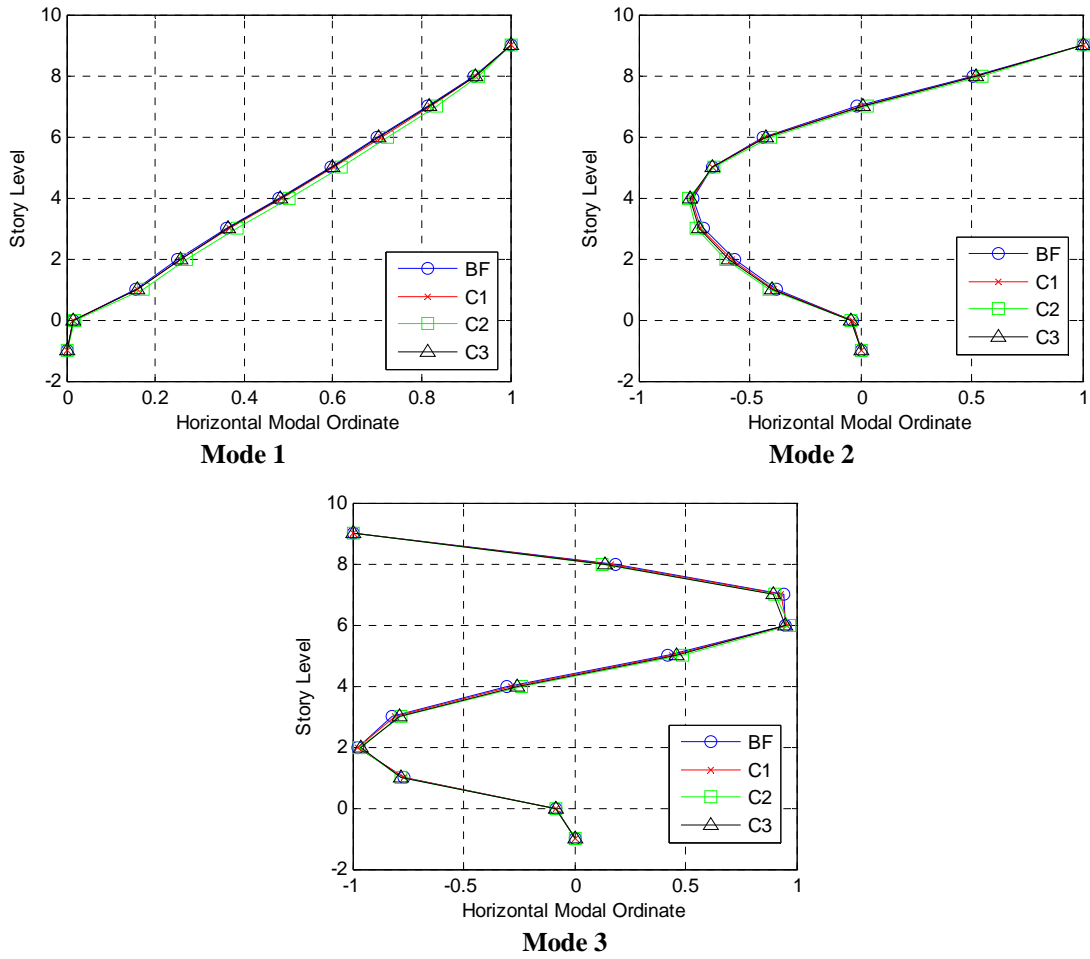 10
8
6
4
2
0
-2
Story Level
0 0.2 0.4 0.6 0.8 1
Horizontal Modal Ordinate
BF
C1
C2
C3
Mode 1
10
8
6
4
2
0
-2
Story Level
-1 -0.5 0 0.5 1
Horizontal Modal Ordinate
BF
C1
C2
C3
Mode 2
10
8
6
4
2
0
-2
Story Level
-1 -0.5 0 0.5 1
Horizontal Modal Ordinate
BF
C1
C2
C3
Mode 3